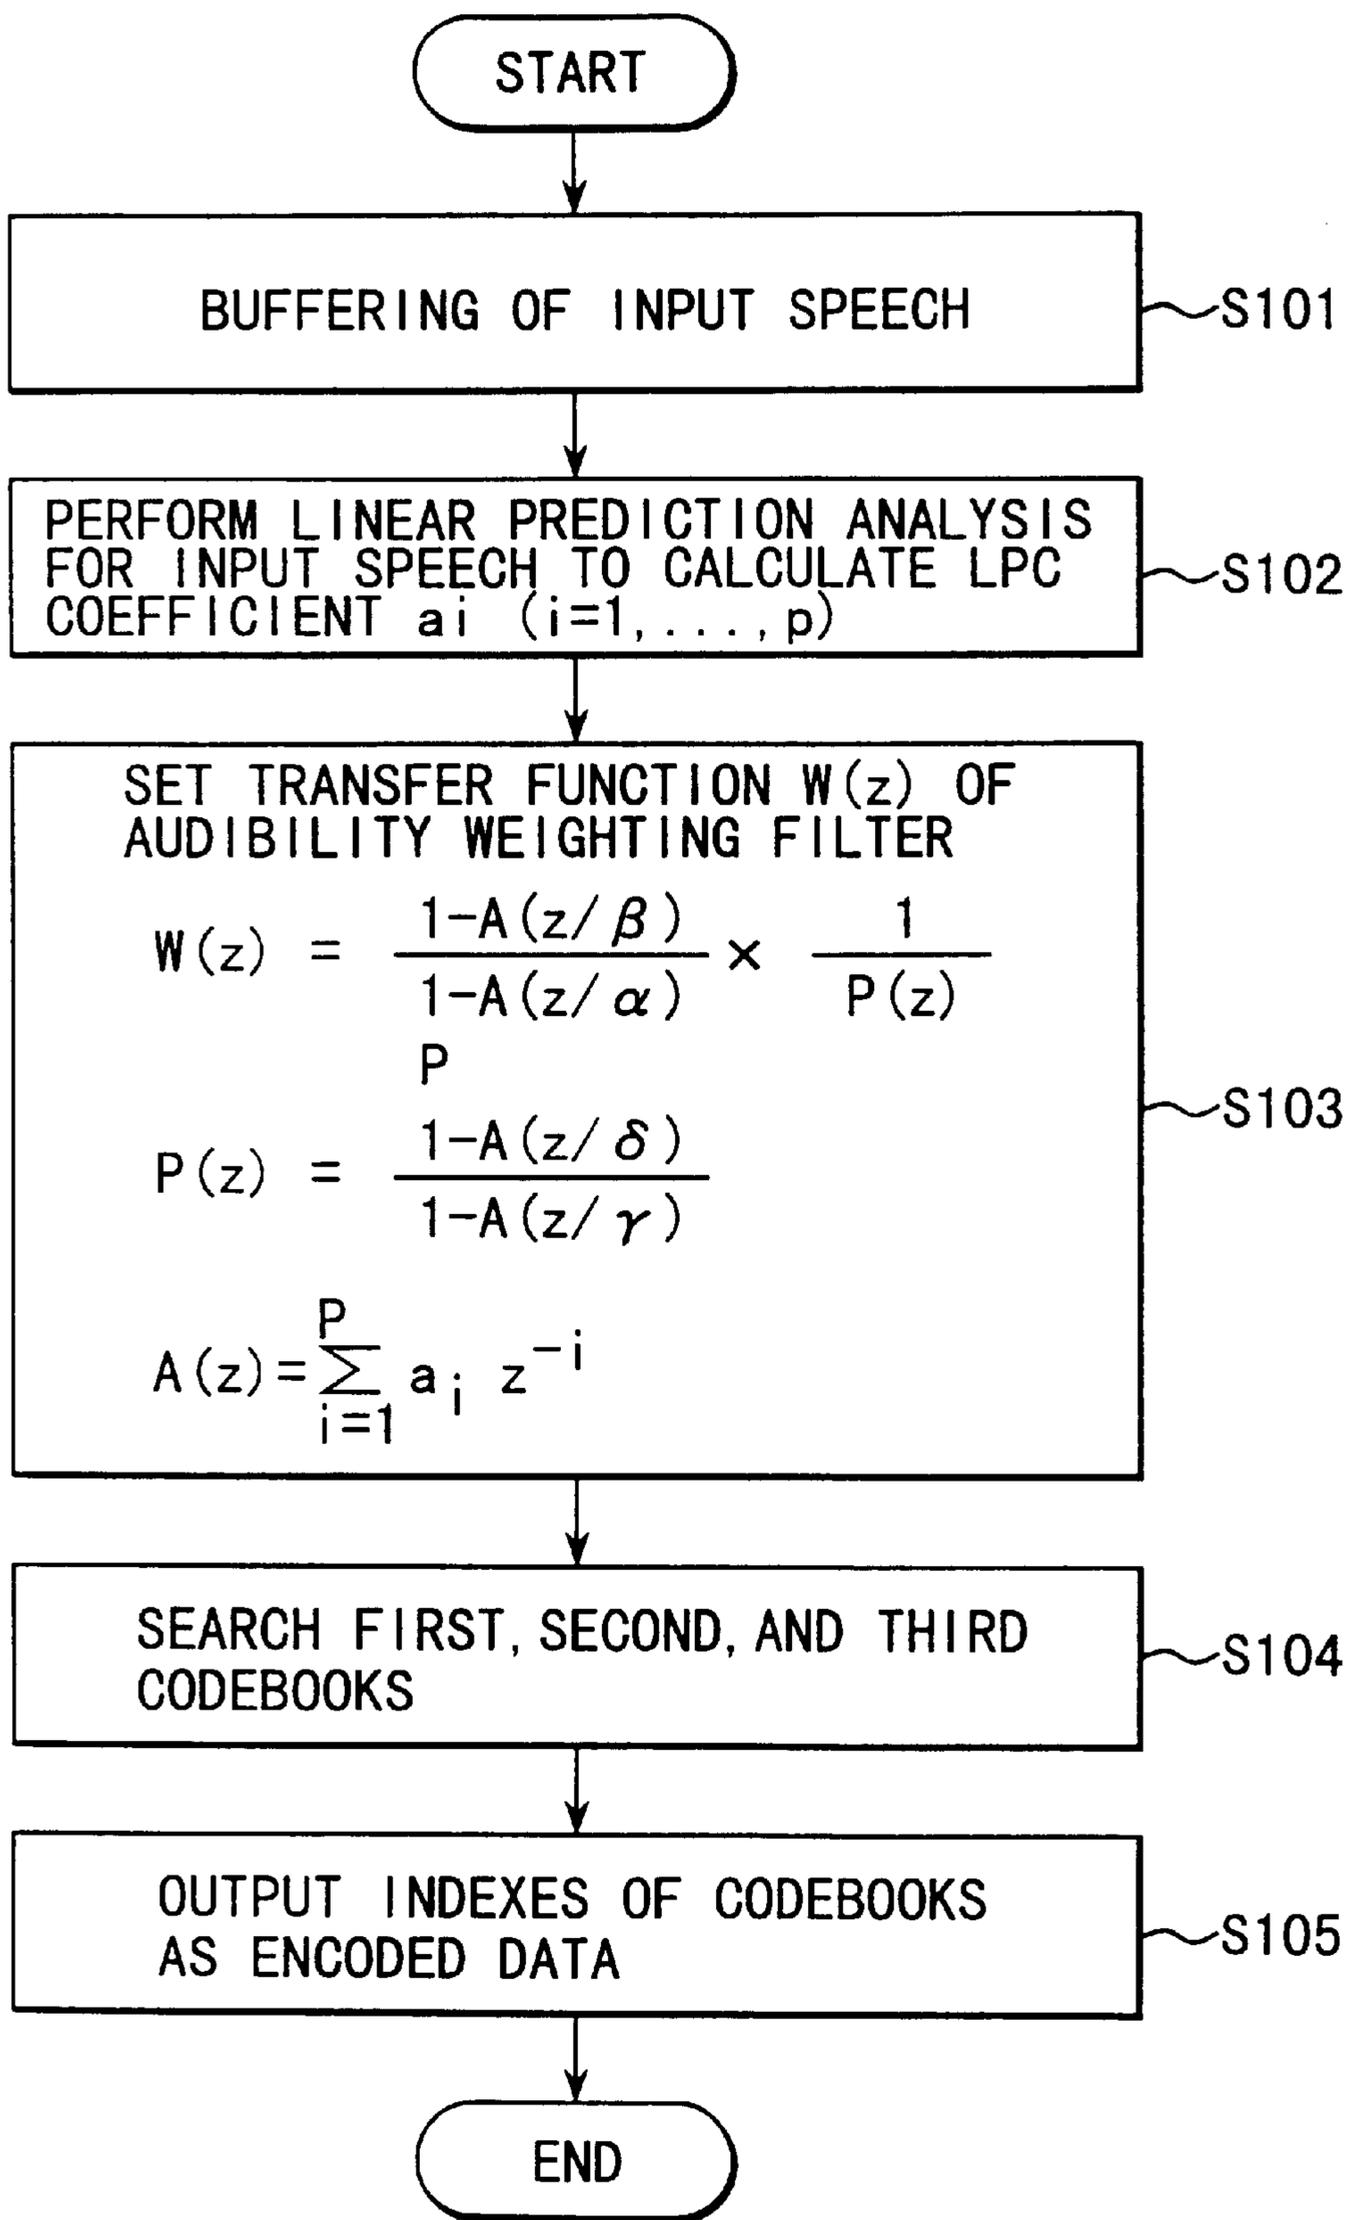 START
BUFFERING OF INPUT SPEECH
S101
PERFORM LINEAR PREDICTION ANALYSIS
FOR INPUT SPEECH TO CALCULATE LPC
COEFFICIENT ai (i=1,....,p)
S102
SET TRANSFER FUNCTION W(z) OF
AUDIBILITY WEIGHTING FILTER
W(z) = 1-A(z/β) / 1-A(z/α) × 1 / P(z)
P
P(z) = 1-A(z/δ) / 1-A(z/γ)
A(z)=∑ P i=1 a_i z^-i
S103
SEARCH FIRST, SECOND, AND THIRD
CODEBOOKS
S104
OUTPUT INDEXES OF CODEBOOKS
AS ENCODED DATA
S105
END